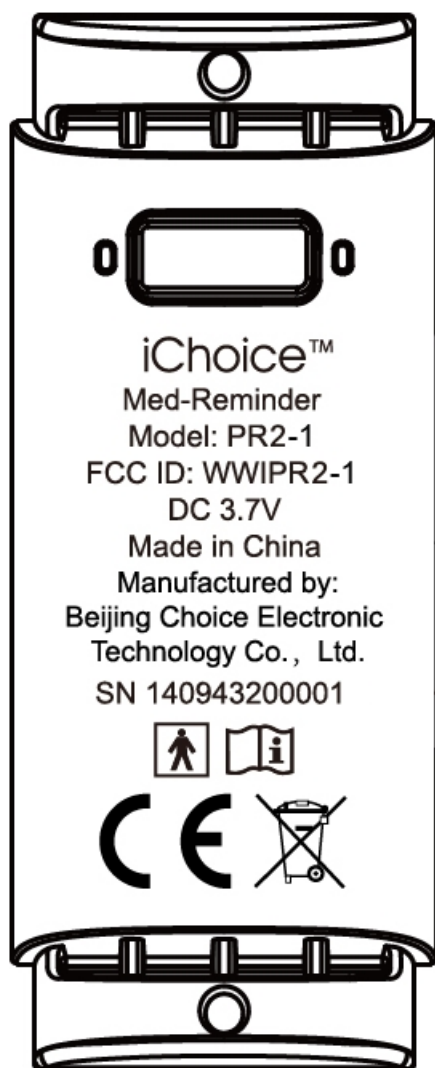 iChoice™
Med-Reminder
Model: PR2-1
FCC ID: WWIPR2-1
DC 3.7V
Made in China
Manufactured by:
Beijing Choice Electronic
Technology Co., Ltd.
SN 140943200001
i
CE